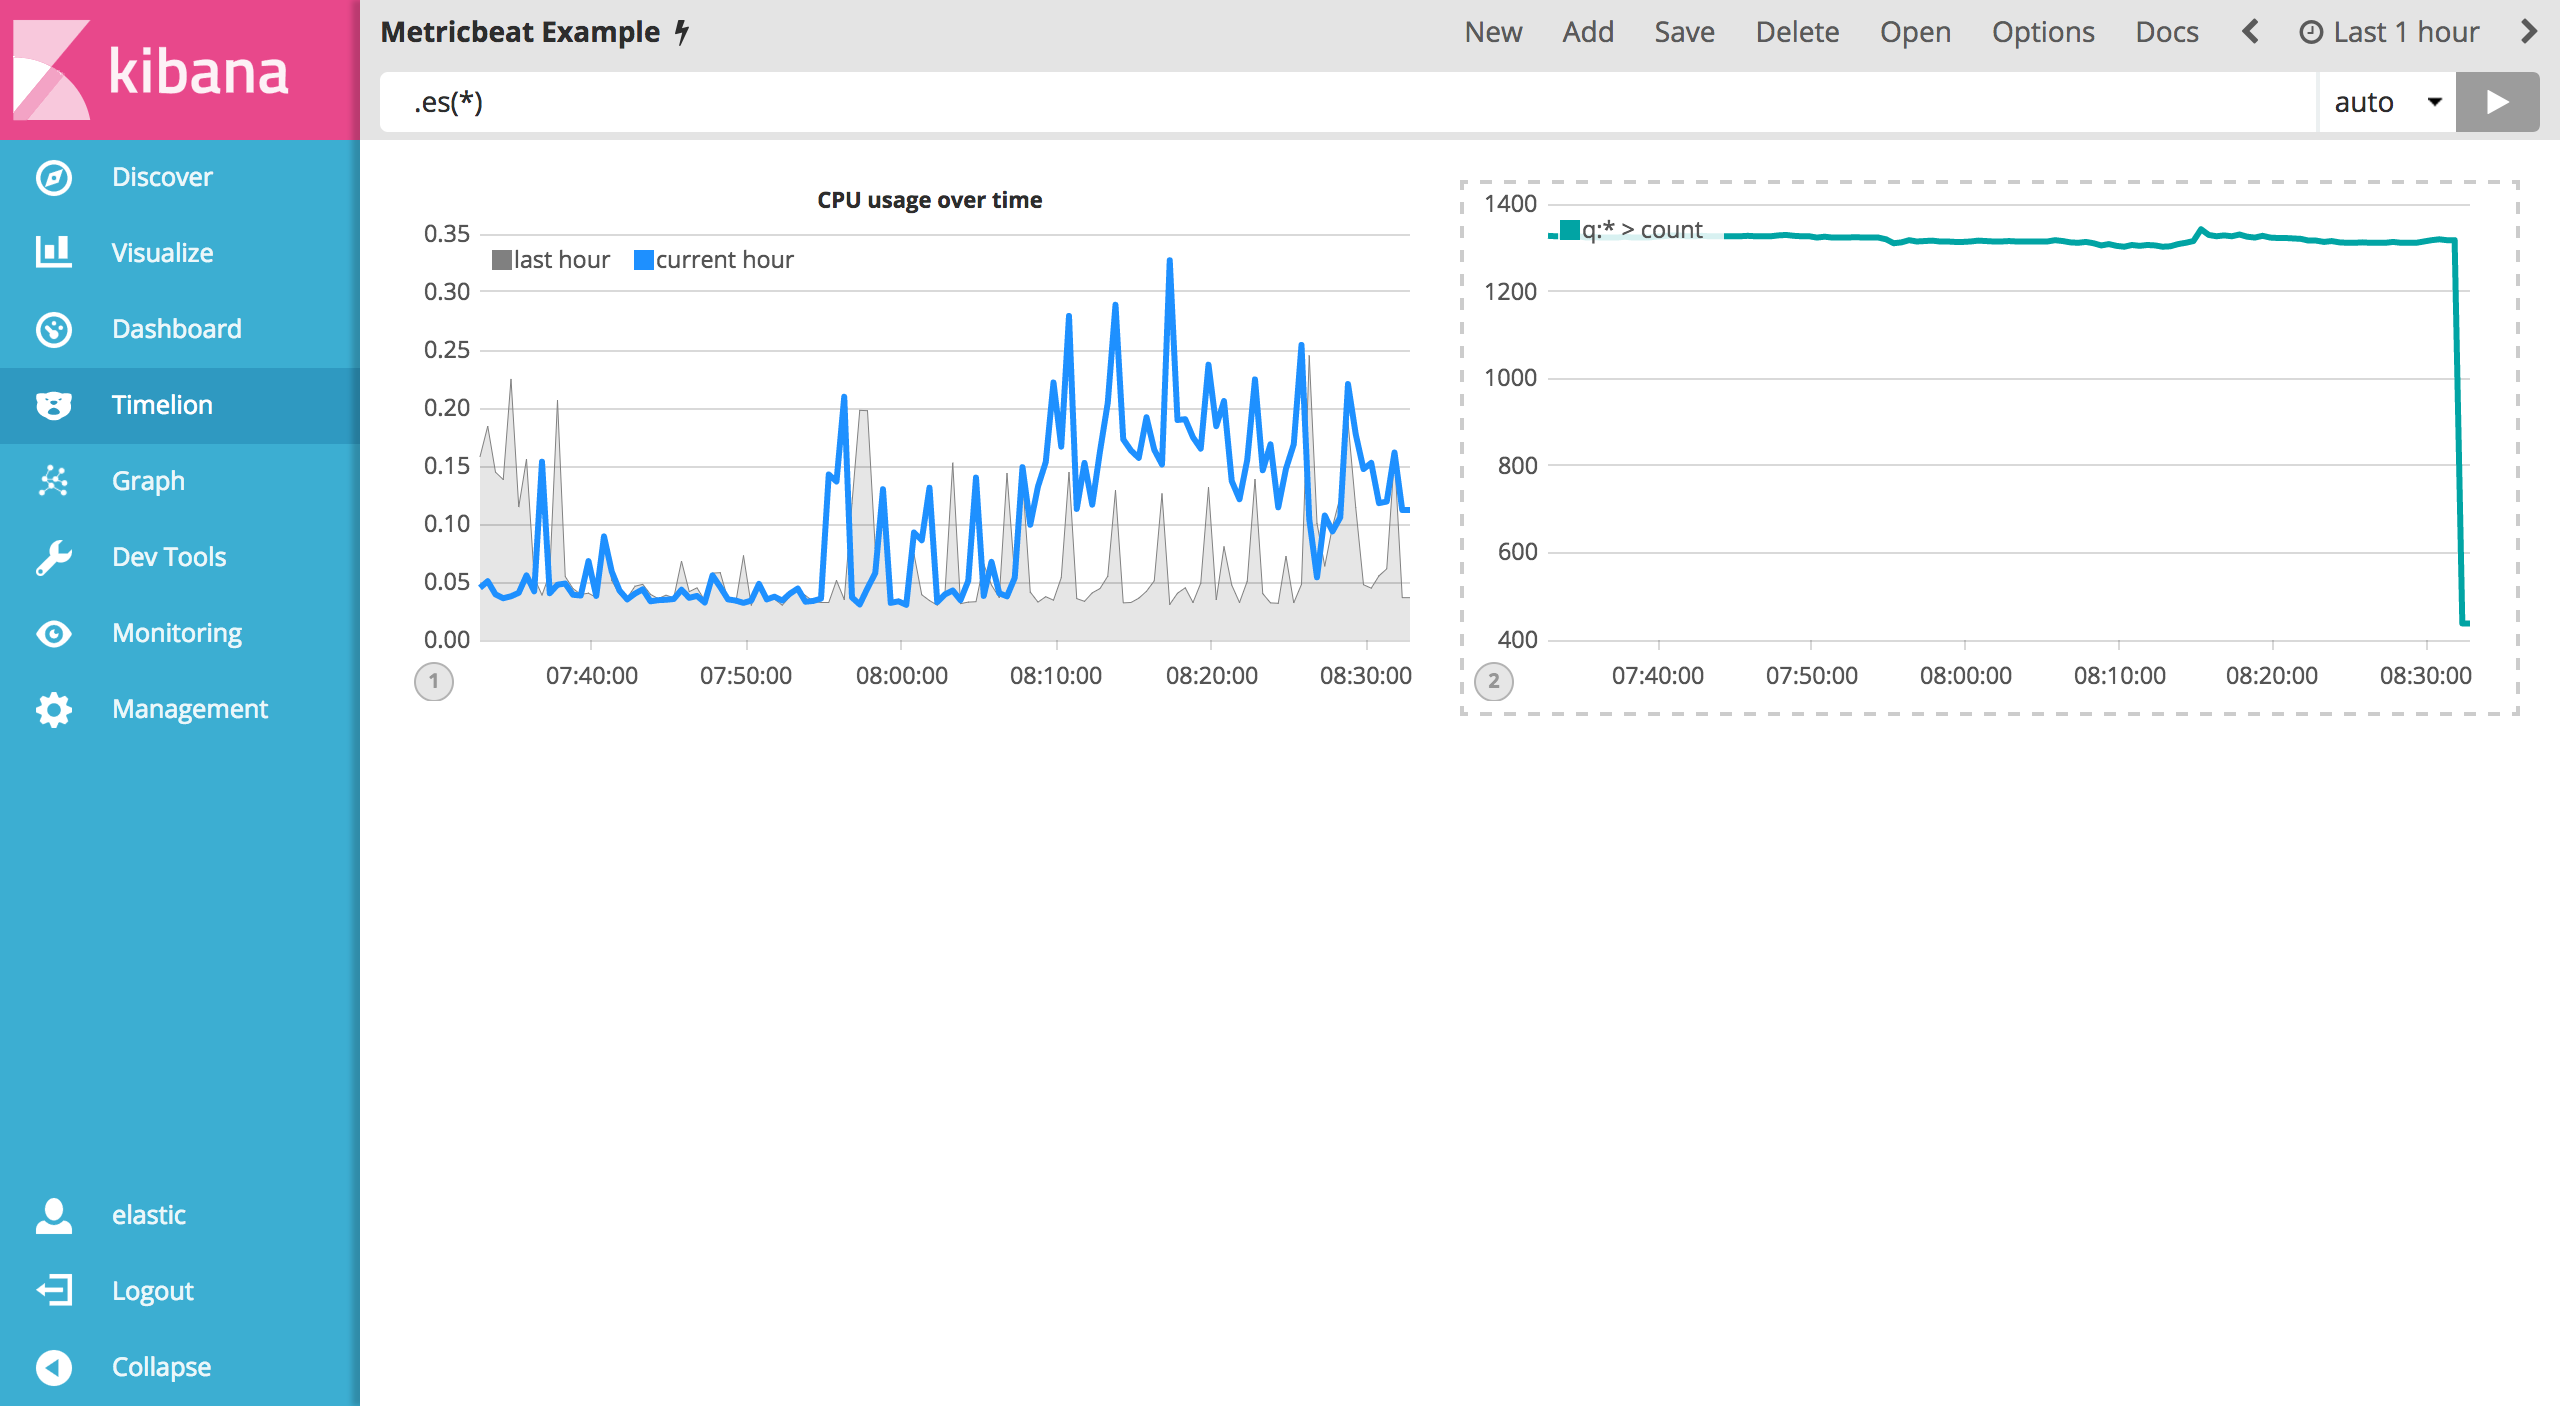 kibana
Discover
Visualize
Dashboard
Timelion
Graph
Dev Tools
Monitoring
Management
elastic
Logout
Collapse
Metricbeat Example
New Add Save Delete Open Options Docs Last 1 hour
.es(*) auto
CPU usage over time
0.35
last hour current hour
0.30
0.25
0.20
0.15
0.10
0.05
0.00
07:40:00 07:50:00 08:00:00 08:10:00 08:20:00 08:30:00
1
1400
q:* > count
1200
1000
800
600
400
07:40:00 07:50:00 08:00:00 08:10:00 08:20:00 08:30:00
2